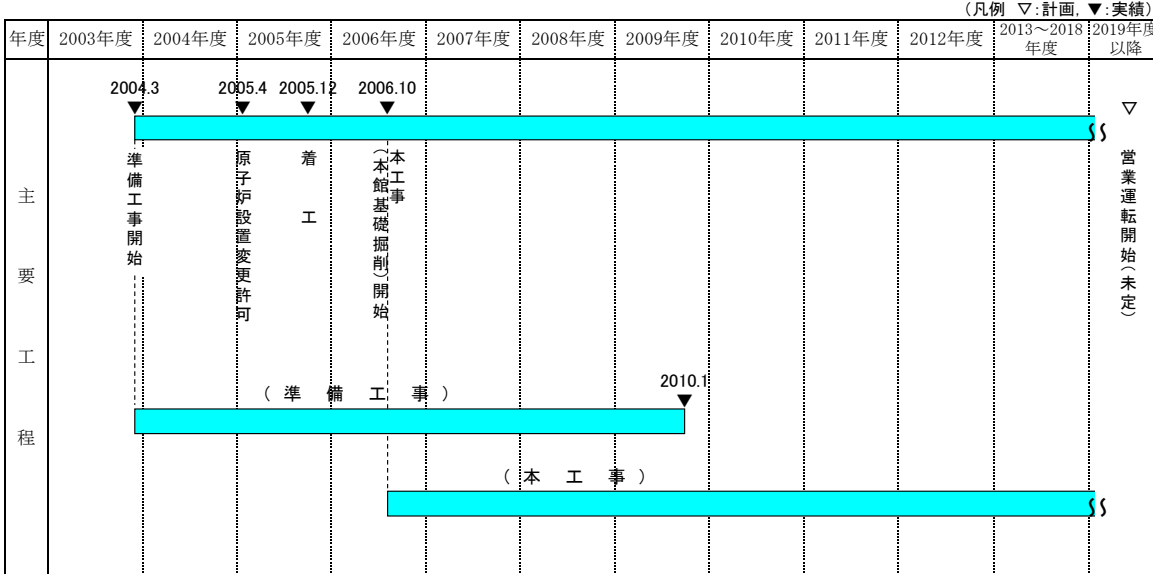 (凡例 ▽:計画, ▼:実績)
年度 2003年度 2004年度 2005年度 2006年度 2007年度 2008年度 2009年度 2010年度 2011年度 2012年度 2013～2018年度 2019年度以降
主要工程
2004.3 2005.4 2005.12 2006.10
▼ ▼ ▼ ▼ ▽
準備工事開始
原子炉設置変更許可
着工
本工事
(本館基礎掘削)開始
営業運転開始(未定)
2010.1
(準備工事) ▼
(本工事)